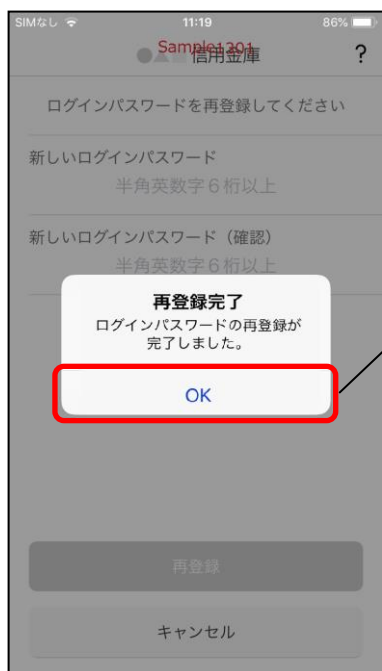 SIMなし 11:19 86%
Sample1201
●▲■信用金庫 ?
ログインパスワードを再登録してください
新しいログインパスワード
半角英数字6桁以上
新しいログインパスワード（確認）
半角英数字6桁以上
再登録完了
ログインパスワードの再登録が
完了しました。
OK
再登録
キャンセル